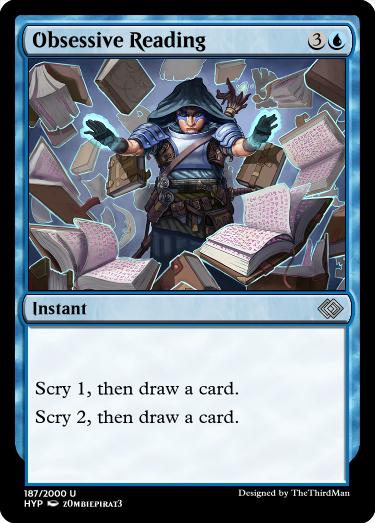 Obsessive Reading 3
Instant
Scry 1, then draw a card.
Scry 2, then draw a card.
187/2000 U
HYP z0MBIEPIRAT3
Designed by TheThirdMan